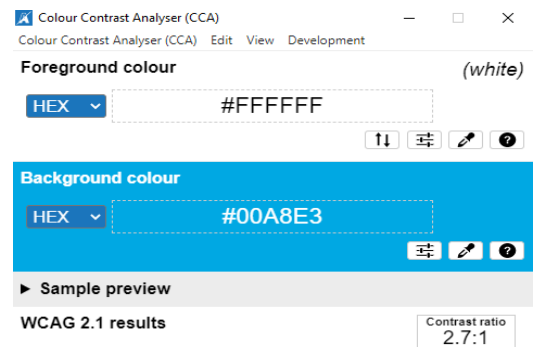 Colour Contrast Analyser (CCA)
Colour Contrast Analyser (CCA) Edit View Development
Foreground colour (white)
HEX #FFFFFF
?
Background colour
HEX #00A8E3
?
Sample preview
WCAG 2.1 results
Contrast ratio
2.7:1